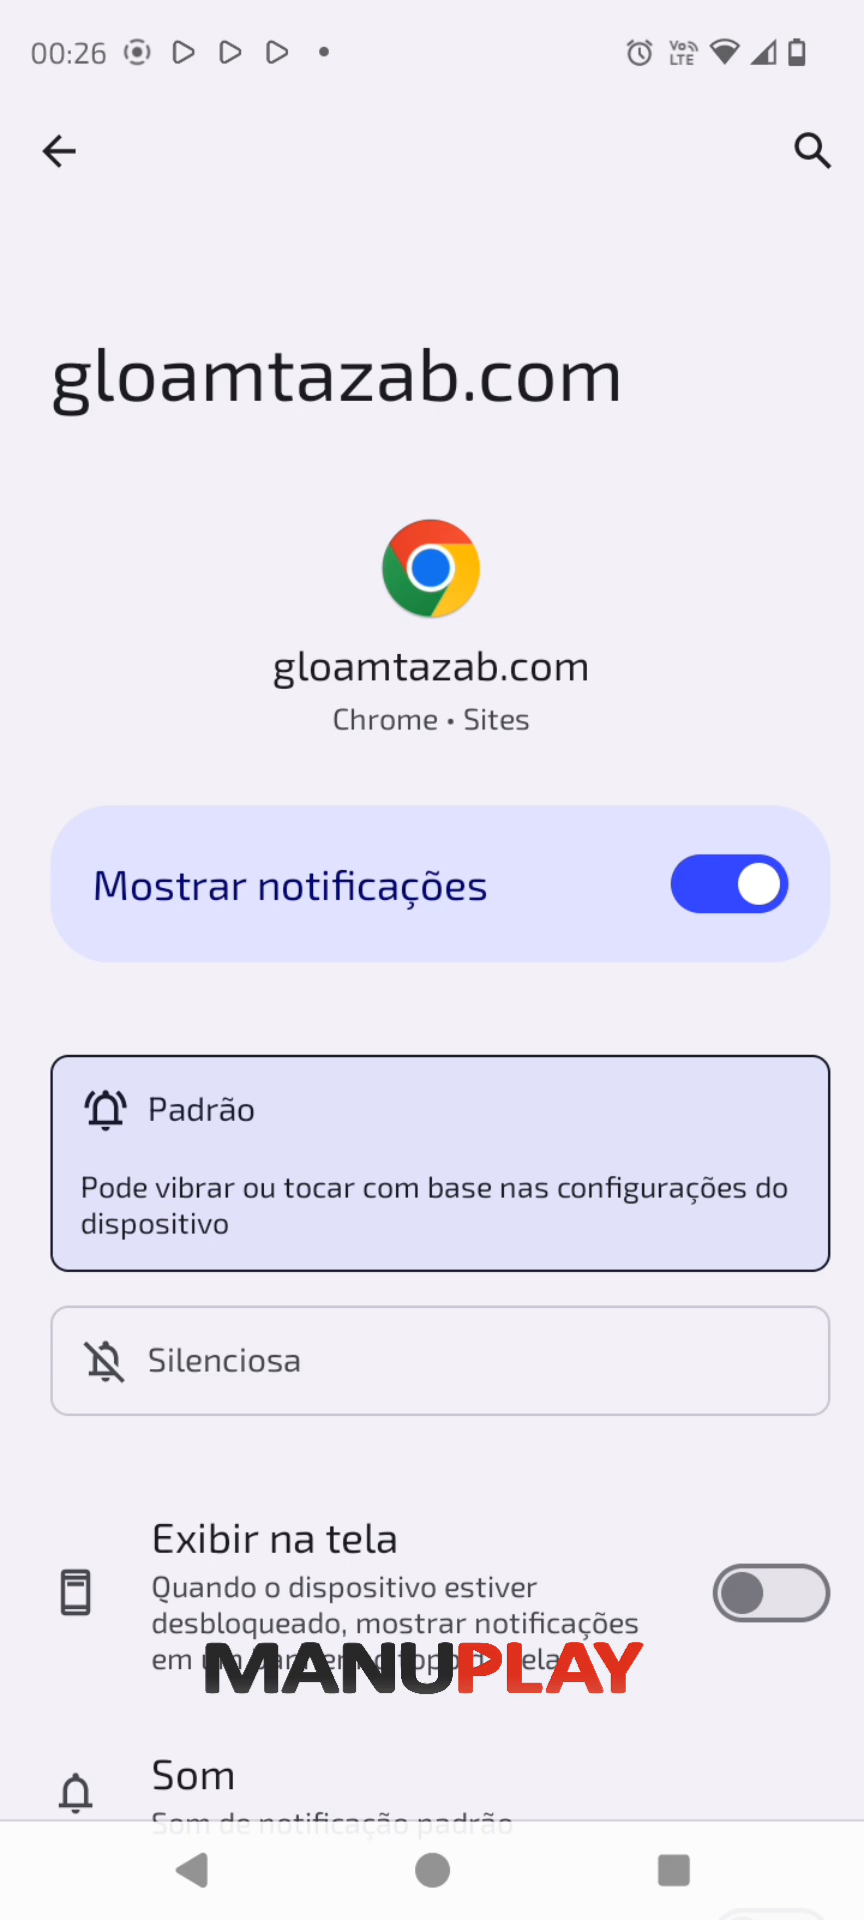 00:26
Vo LTE
gloamtazab.com
gloamtazab.com
Chrome • Sites
Mostrar notificações
Padrão
Pode vibrar ou tocar com base nas configurações do
dispositivo
Silenciosa
Exibir na tela
Quando o dispositivo estiver
desbloqueado, mostrar notificações
em
MANUPLAY
Som
Som de notificação padrão